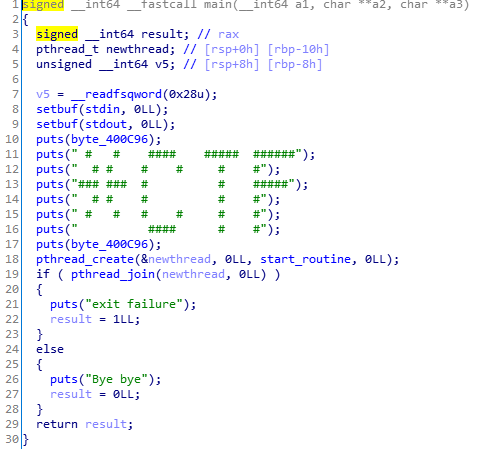 1 signed __int64 __fastcall main(__int64 a1, char **a2, char **a3)
2 {
3   signed __int64 result; // rax
4   pthread_t newthread; // [rsp+0h] [rbp-10h]
5   unsigned __int64 v5; // [rsp+8h] [rbp-8h]
6
7   v5 = __readfsqword(0x28u);
8   setbuf(stdin, 0LL);
9   setbuf(stdout, 0LL);
10   puts(byte_400C96);
11   puts(" #   #    ####    #####  ######");
12   puts("  # #    #    #     #    #");
13   puts("### ###  #          #    #####");
14   puts("  # #    #          #    #");
15   puts(" #   #   #    #     #    #");
16   puts("          ####      #    #");
17   puts(byte_400C96);
18   pthread_create(&newthread, 0LL, start_routine, 0LL);
19   if ( pthread_join(newthread, 0LL) )
20   {
21     puts("exit failure");
22     result = 1LL;
23   }
24   else
25   {
26     puts("Bye bye");
27     result = 0LL;
28   }
29   return result;
30 }